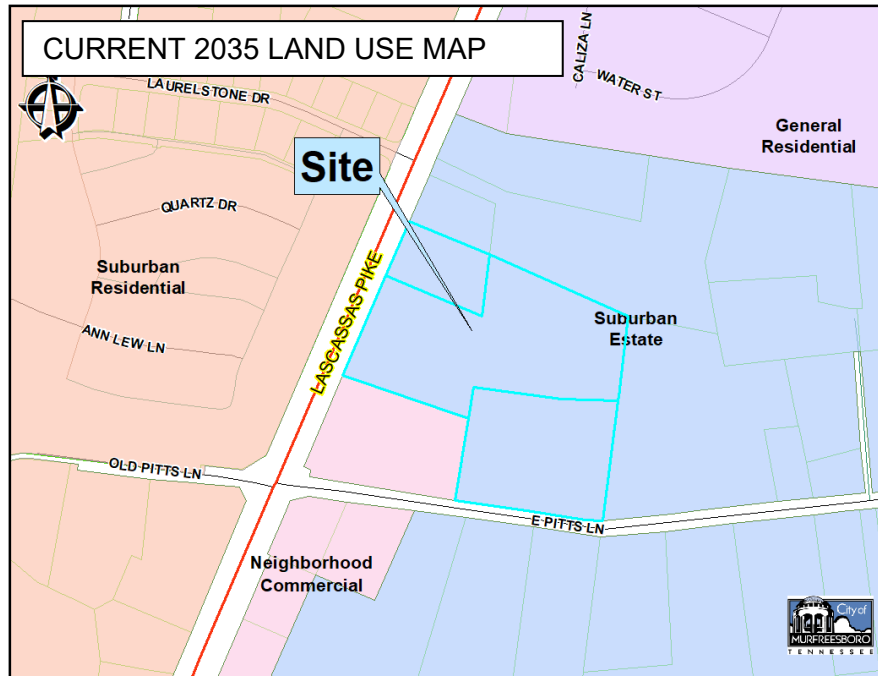 CURRENT 2035 LAND USE MAP
CALIZA LN
WATER ST
LAURELSTONE DR
General
Residential
Site
QUARTZ DR
Suburban
Residential
LASCASSAS PIKE
Suburban
Estate
ANN LEW LN
OLD PITTS LN
E PITTS LN
Neighborhood
Commercial
City of
MURFREESBORO
TENNESSEE